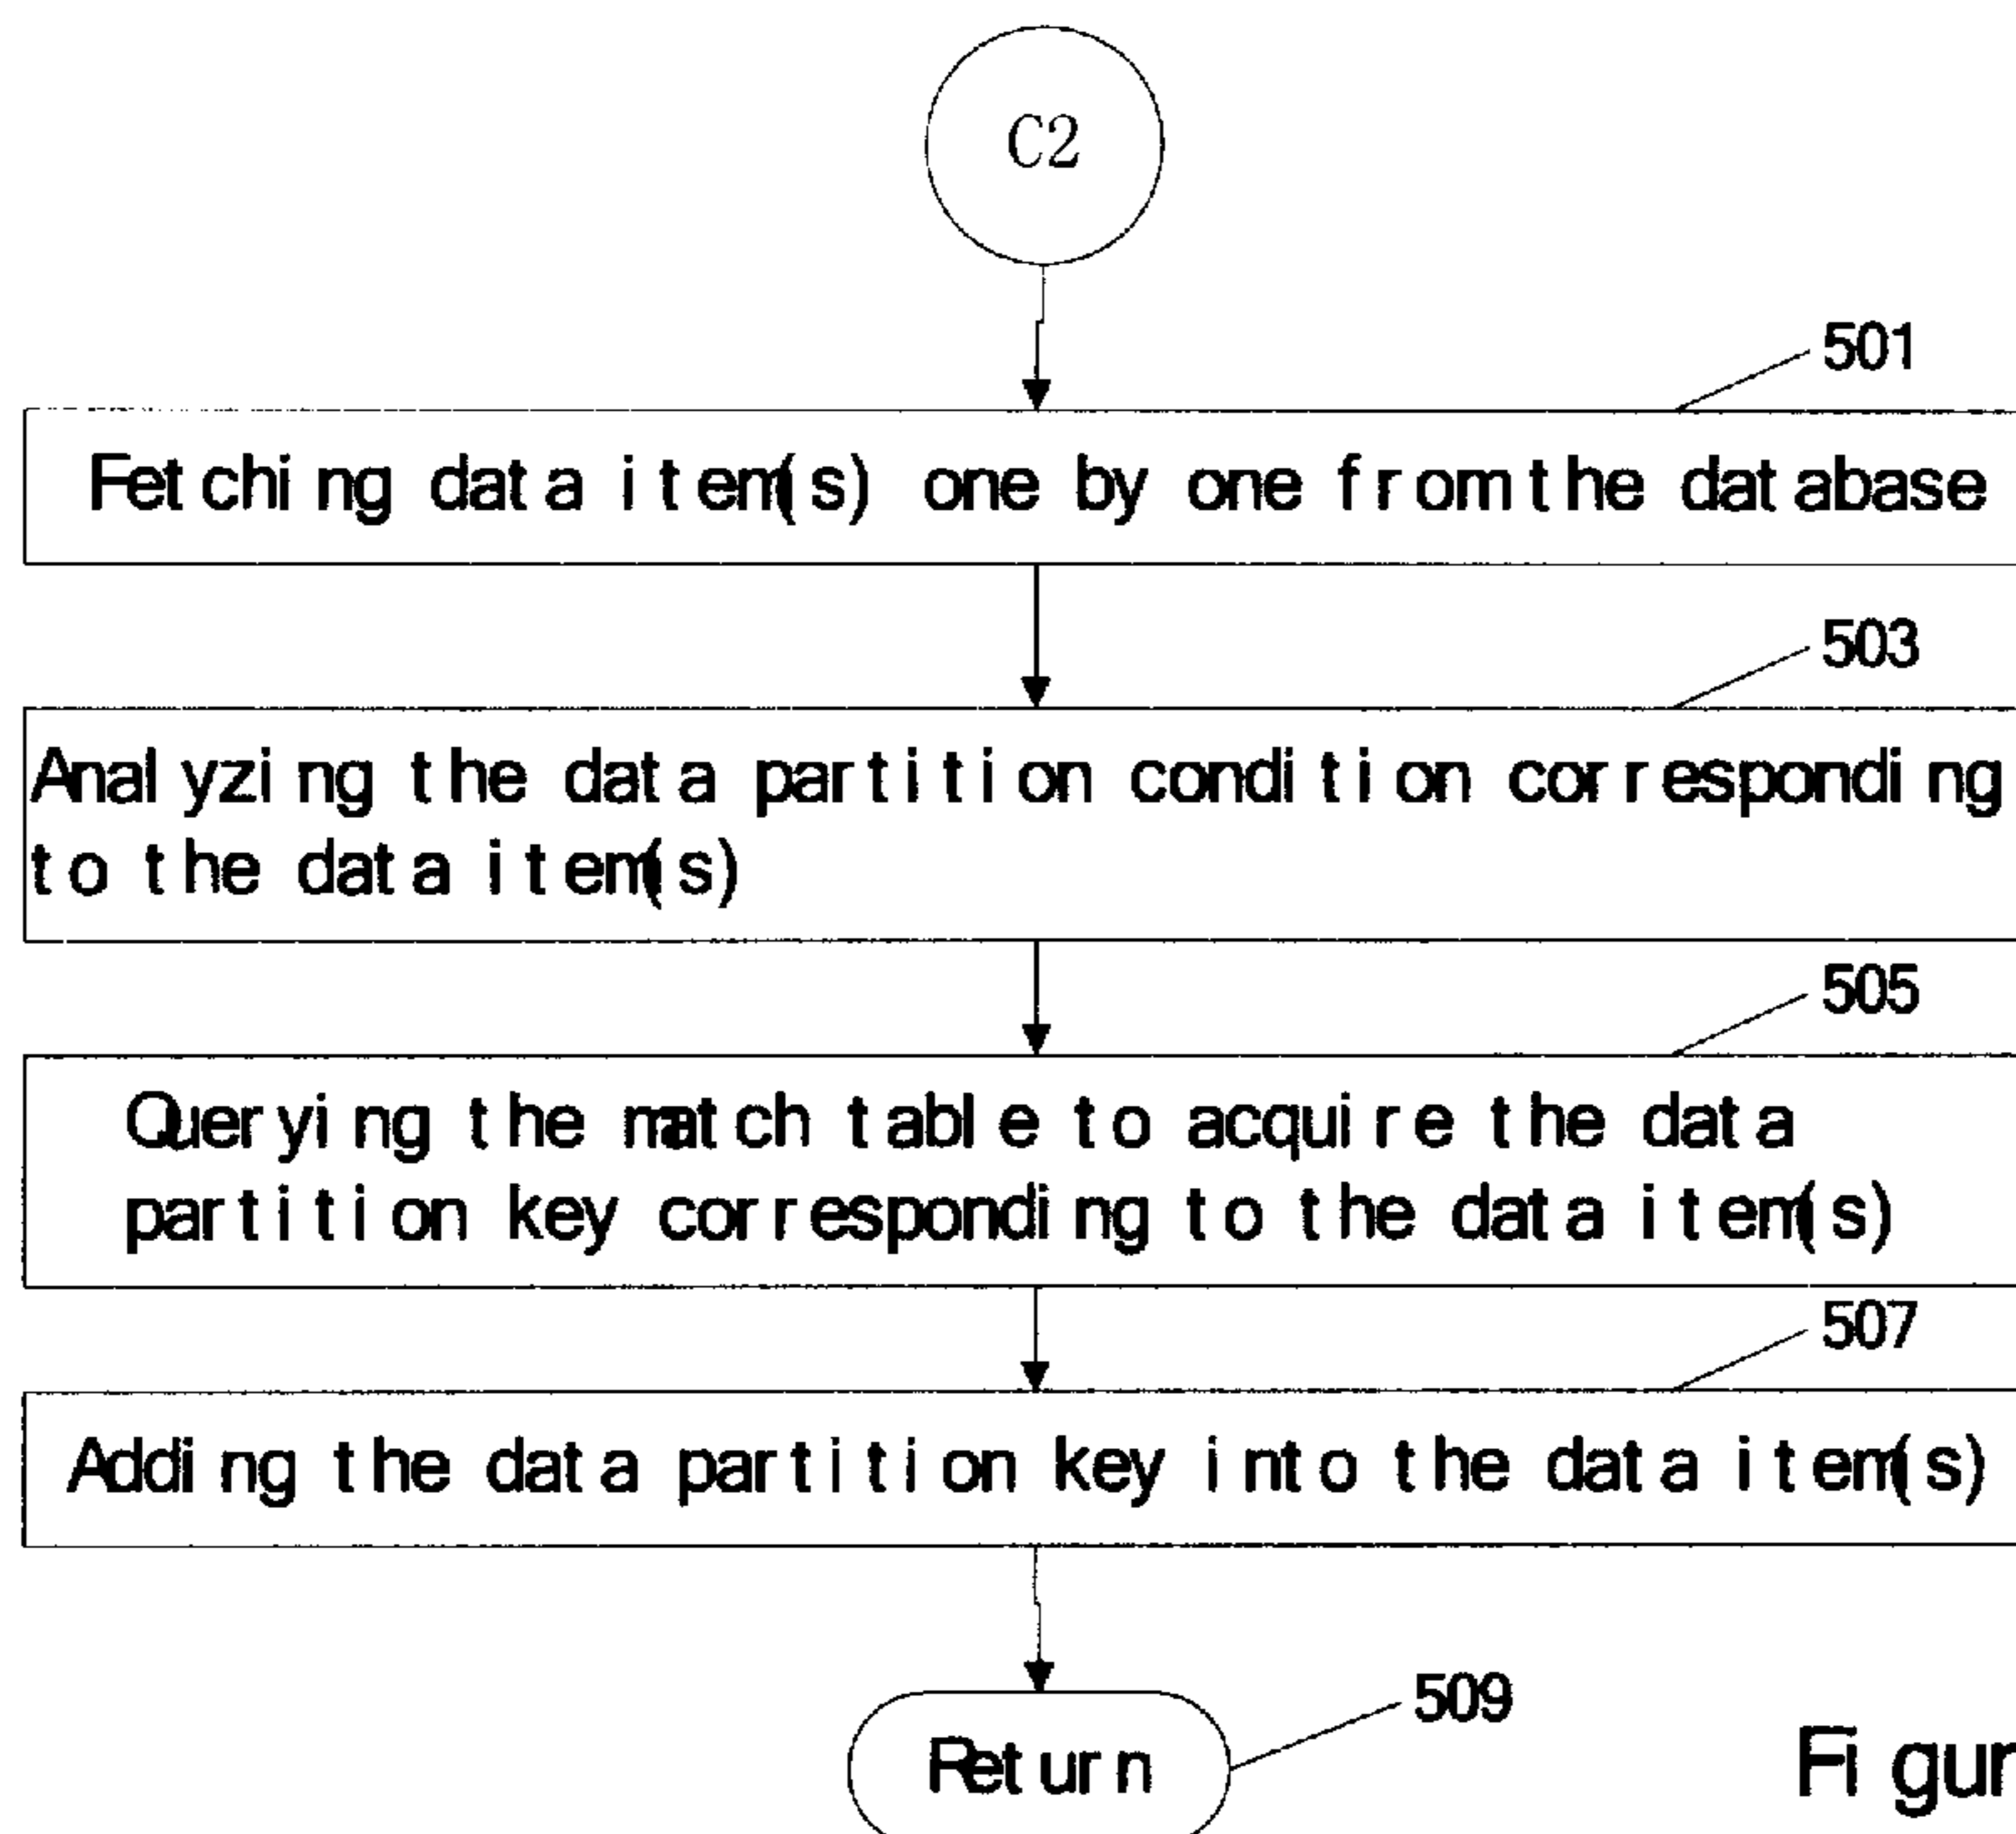 C2
501
Fetching data item(s) one by one from the database
503
Analyzing the data partition condition corresponding
to the data item(s)
505
Querying the match table to acquire the data
partition key corresponding to the data item(s)
507
Adding the data partition key into the data item(s)
509
Return